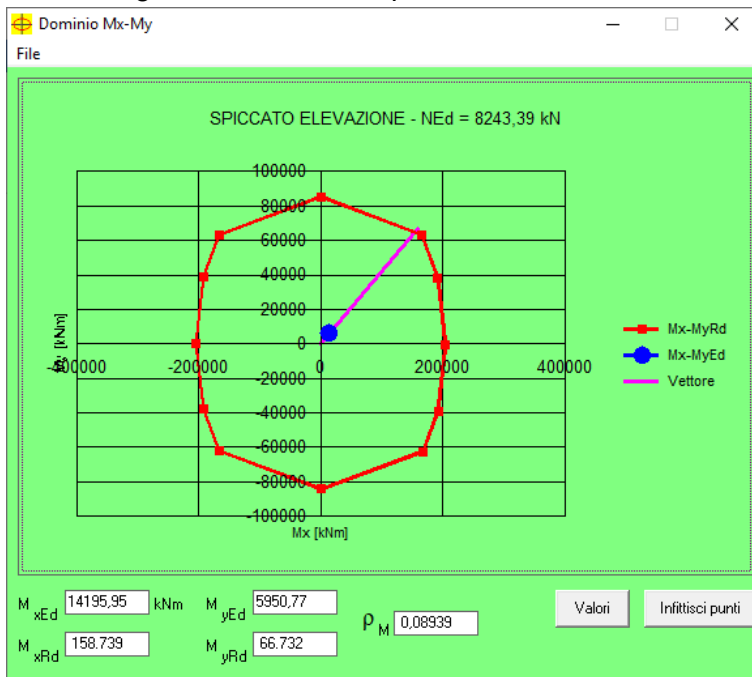 Dominio Mx-My
File
SPICCATO ELEVAZIONE - NEd = 8243,39 kN
100000
80000
60000
40000
20000
0
-400000 -200000 0 200000 400000
-20000
-40000
-60000
-80000
-100000
[kNm]
Mx [kNm]
Mx-MyRd
Mx-MyEd
Vettore
M xEd 14195,95 kNm M yEd 5950,77
ρ M 0,08939
Valori Infittisci punti
M xRd 158.739 M yRd 66.732